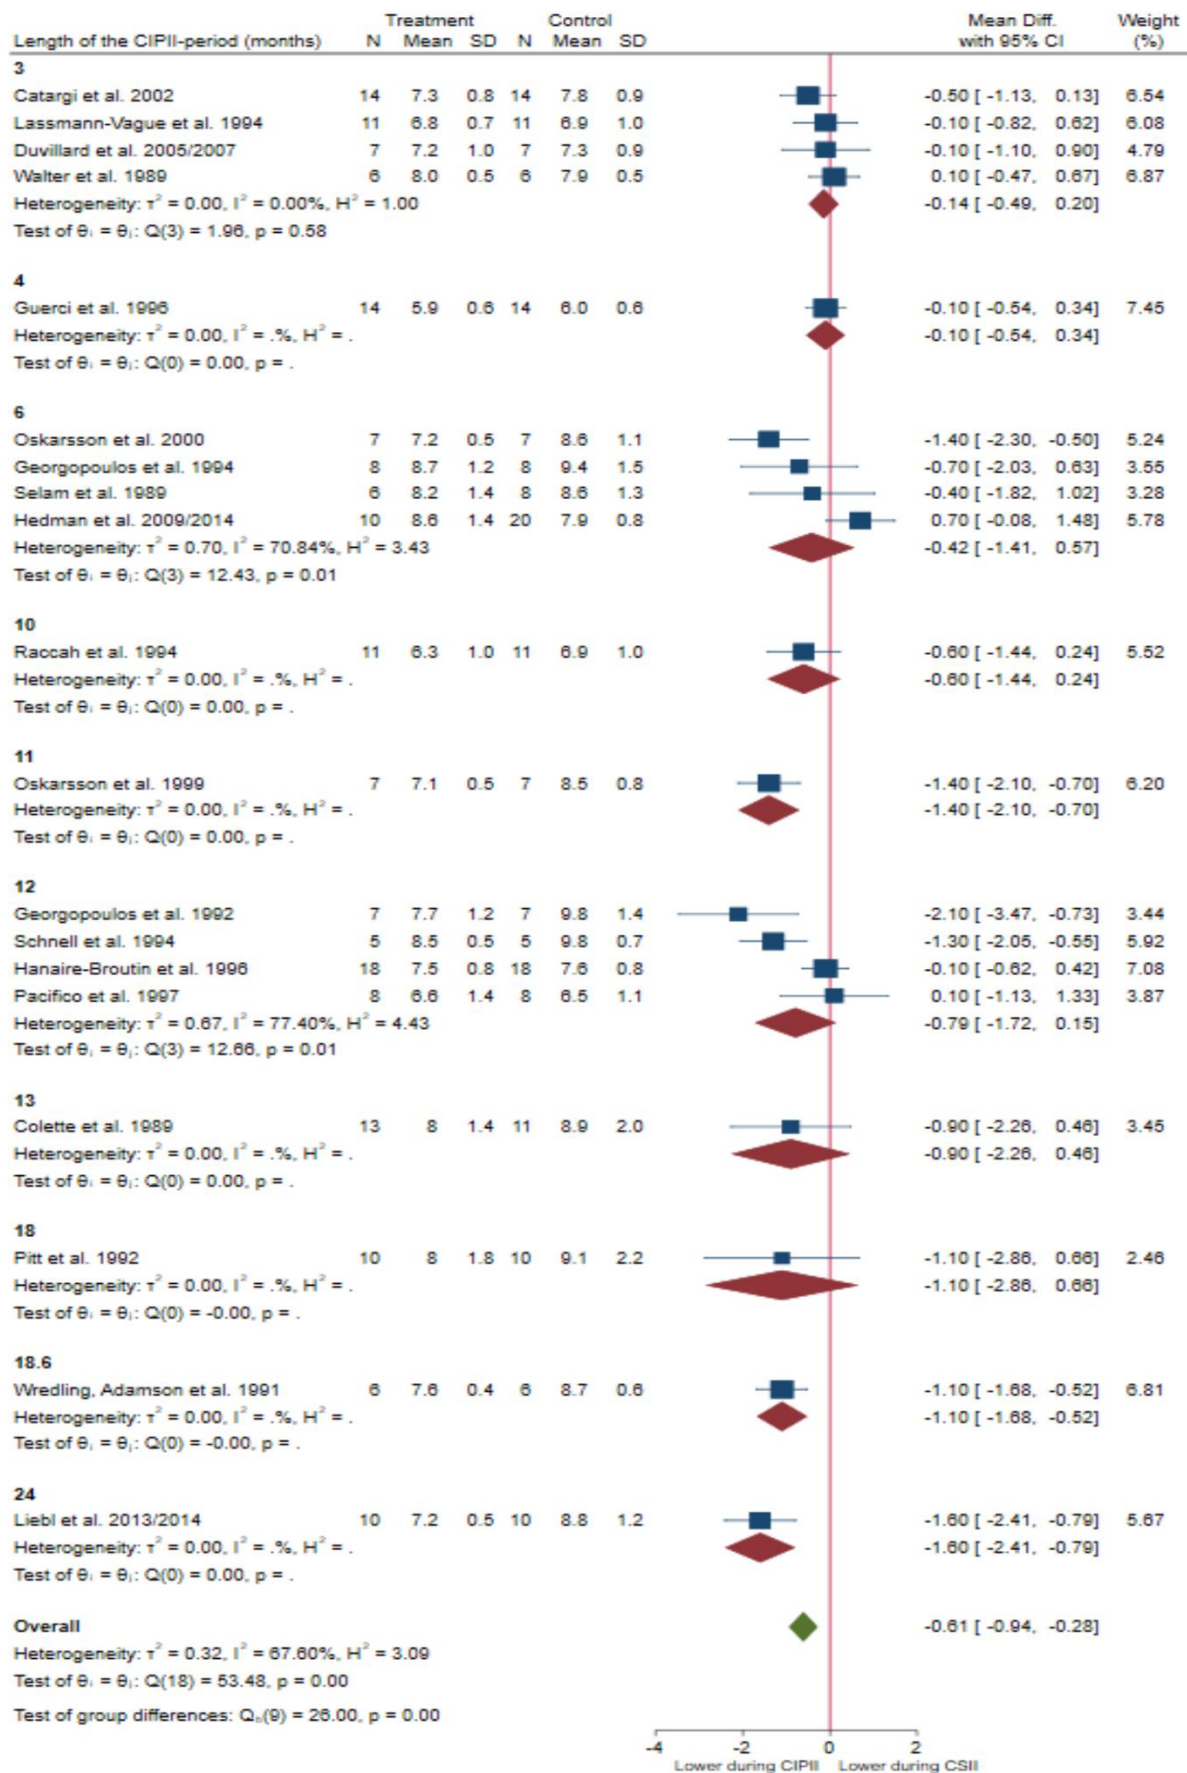 Treatment Control Mean Diff. Weight
Length of the CIPII-period (months) N Mean SD N Mean SD with 95% CI (%)
3
Catargi et al. 2002 14 7.3 0.8 14 7.8 0.9 -0.50 [ -1.13, 0.13] 6.54
Lassmann-Vague et al. 1994 11 6.8 0.7 11 6.9 1.0 -0.10 [ -0.82, 0.62] 6.08
Duvillard et al. 2005/2007 7 7.2 1.0 7 7.3 0.9 -0.10 [ -1.10, 0.90] 4.79
Walter et al. 1989 6 8.0 0.5 6 7.9 0.5 0.10 [ -0.47, 0.67] 6.87
Heterogeneity: τ² = 0.00, I² = 0.00%, H² = 1.00 -0.14 [ -0.49, 0.20]
Test of θᵢ = θⱼ: Q(3) = 1.96, p = 0.58
4
Guerci et al. 1996 14 5.9 0.6 14 6.0 0.6 -0.10 [ -0.54, 0.34] 7.45
Heterogeneity: τ² = 0.00, I² = .%, H² = . -0.10 [ -0.54, 0.34]
Test of θᵢ = θⱼ: Q(0) = 0.00, p = .
6
Oskarsson et al. 2000 7 7.2 0.5 7 8.6 1.1 -1.40 [ -2.30, -0.50] 5.24
Georgopoulos et al. 1994 8 8.7 1.2 8 9.4 1.5 -0.70 [ -2.03, 0.63] 3.55
Selam et al. 1989 6 8.2 1.4 8 8.6 1.3 -0.40 [ -1.82, 1.02] 3.28
Hedman et al. 2009/2014 10 8.6 1.4 20 7.9 0.8 0.70 [ -0.08, 1.48] 5.78
Heterogeneity: τ² = 0.70, I² = 70.84%, H² = 3.43 -0.42 [ -1.41, 0.57]
Test of θᵢ = θⱼ: Q(3) = 12.43, p = 0.01
10
Raccah et al. 1994 11 6.3 1.0 11 6.9 1.0 -0.60 [ -1.44, 0.24] 5.52
Heterogeneity: τ² = 0.00, I² = .%, H² = . -0.60 [ -1.44, 0.24]
Test of θᵢ = θⱼ: Q(0) = 0.00, p = .
11
Oskarsson et al. 1999 7 7.1 0.5 7 8.5 0.8 -1.40 [ -2.10, -0.70] 6.20
Heterogeneity: τ² = 0.00, I² = .%, H² = . -1.40 [ -2.10, -0.70]
Test of θᵢ = θⱼ: Q(0) = 0.00, p = .
12
Georgopoulos et al. 1992 7 7.7 1.2 7 9.8 1.4 -2.10 [ -3.47, -0.73] 3.44
Schnell et al. 1994 5 8.5 0.5 5 9.8 0.7 -1.30 [ -2.05, -0.55] 5.92
Hanaire-Broutin et al. 1996 18 7.5 0.8 18 7.6 0.8 -0.10 [ -0.62, 0.42] 7.08
Pacifico et al. 1997 8 6.6 1.4 8 6.5 1.1 0.10 [ -1.13, 1.33] 3.87
Heterogeneity: τ² = 0.67, I² = 77.40%, H² = 4.43 -0.79 [ -1.72, 0.15]
Test of θᵢ = θⱼ: Q(3) = 12.66, p = 0.01
13
Colette et al. 1989 13 8 1.4 11 8.9 2.0 -0.90 [ -2.26, 0.46] 3.45
Heterogeneity: τ² = 0.00, I² = .%, H² = . -0.90 [ -2.26, 0.46]
Test of θᵢ = θⱼ: Q(0) = 0.00, p = .
18
Pitt et al. 1992 10 8 1.8 10 9.1 2.2 -1.10 [ -2.86, 0.66] 2.46
Heterogeneity: τ² = 0.00, I² = .%, H² = . -1.10 [ -2.86, 0.66]
Test of θᵢ = θⱼ: Q(0) = -0.00, p = .
18.6
Wredling, Adamson et al. 1991 6 7.6 0.4 6 8.7 0.6 -1.10 [ -1.68, -0.52] 6.81
Heterogeneity: τ² = 0.00, I² = .%, H² = . -1.10 [ -1.68, -0.52]
Test of θᵢ = θⱼ: Q(0) = -0.00, p = .
24
Liebl et al. 2013/2014 10 7.2 0.5 10 8.8 1.2 -1.60 [ -2.41, -0.79] 5.67
Heterogeneity: τ² = 0.00, I² = .%, H² = . -1.60 [ -2.41, -0.79]
Test of θᵢ = θⱼ: Q(0) = 0.00, p = .
Overall -0.61 [ -0.94, -0.28]
Heterogeneity: τ² = 0.32, I² = 67.60%, H² = 3.09
Test of θᵢ = θⱼ: Q(18) = 53.48, p = 0.00
Test of group differences: Q_b(9) = 26.00, p = 0.00
-4 -2 0 2
Lower during CIPII Lower during CSII